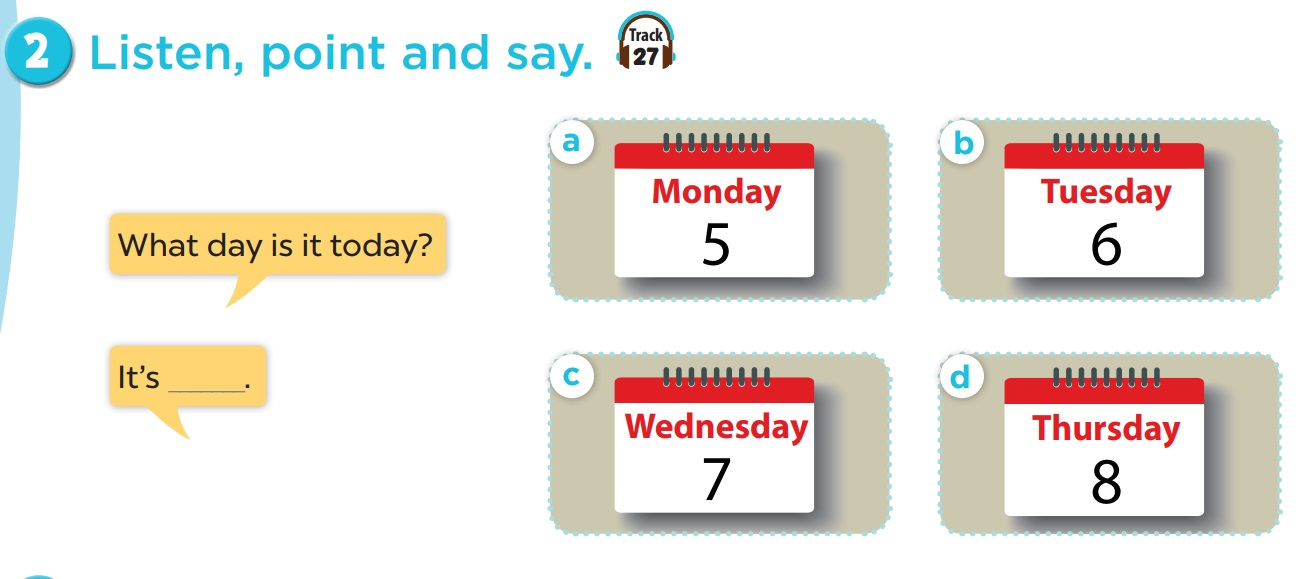 2 Listen, point and say. Track 27
What day is it today?
It's ______.
a
Monday
5
b
Tuesday
6
c
Wednesday
7
d
Thursday
8